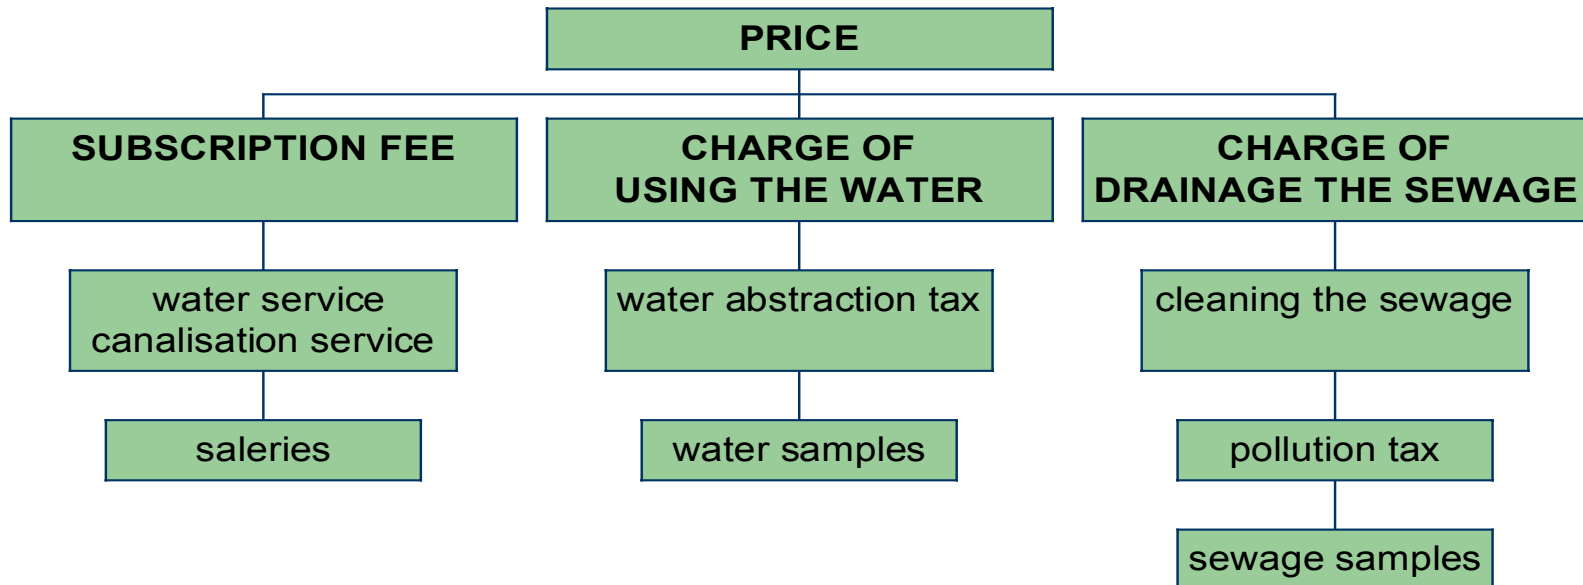 PRICE
SUBSCRIPTION FEE
CHARGE OF
USING THE WATER
CHARGE OF
DRAINAGE THE SEWAGE
water service
canalisation service
water abstraction tax
cleaning the sewage
saleries
water samples
pollution tax
sewage samples